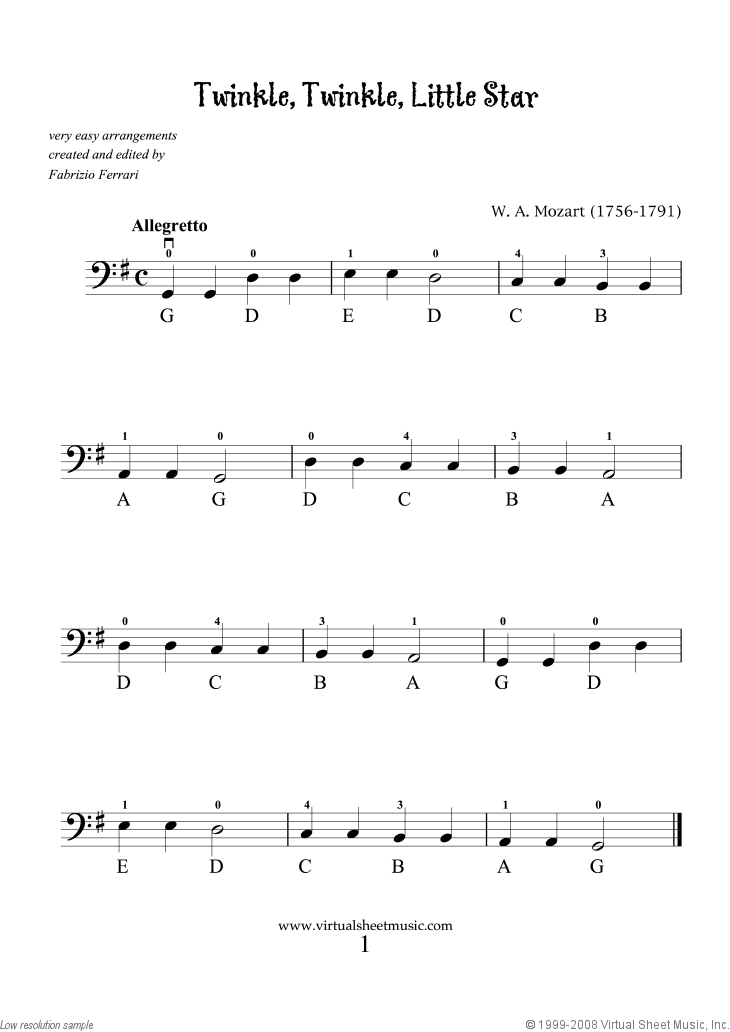 Twinkle, Twinkle, Little Star
very easy arrangements
created and edited by
Fabrizio Ferrari
W. A. Mozart (1756-1791)
Allegretto
0 0 1 0 4 3
G D E D C B
1 0 0 4 3 1
A G D C B A
0 4 3 1 0 0
D C B A G D
1 0 4 3 1 0
E D C B A G
www.virtualsheetmusic.com
1
Low resolution sample
© 1999-2008 Virtual Sheet Music, Inc.